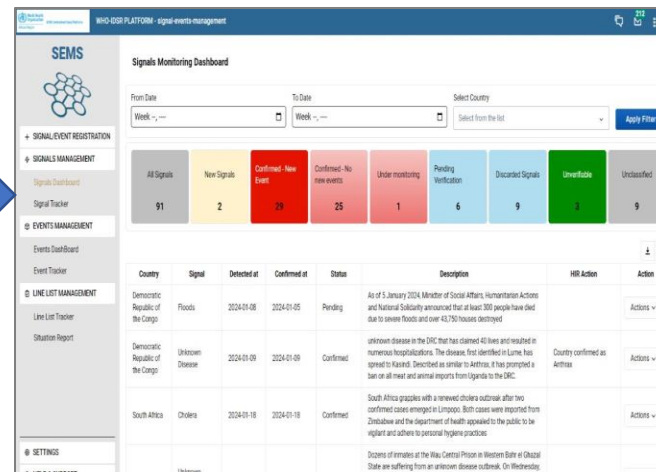 WHO-IDSR PLATFORM - signal-events-management
212
SEMS
Signals Monitoring Dashboard
From Date
To Date
Select Country
Week --, ----
Week --, ----
Select from the list
Apply Filter
+ SIGNAL/EVENT REGISTRATION
SIGNALS MANAGEMENT
Signals Dashboard
Signal Tracker
EVENTS MANAGEMENT
Events DashBoard
Event Tracker
LINE LIST MANAGEMENT
Line List Tracker
Situation Report
SETTINGS
All Signals
91
New Signals
2
Confirmed - New
Event
29
Confirmed - No
new events
25
Under monitoring
1
Pending
Verification
6
Discarded Signals
9
Unverifiable
3
Unclassified
9
Country Signal Detected at Confirmed at Status Description HIR Action Action
Democratic
Republic of
the Congo
Floods
2024-01-08
2024-01-05
Pending
As of 5 January 2024, Minidter of Social Affairs, Humanitarian Actions
and National Solidarity announced that at least 300 people have died
due to severe floods and over 43,750 houses destroyed
Actions
Democratic
Republic of
the Congo
Unknown
Disease
2024-01-09
2024-01-09
Confirmed
unknown disease in the DRC that has claimed 40 lives and resulted in
numerous hospitalizations. The disease, first identified in Lume, has
spread to Kasindi. Described as similar to Anthrax, it has prompted a
ban on all meat and animal imports from Uganda to the DRC.
Country confirmed as
Anthrax
Actions
South Africa
Cholera
2024-01-18
2024-01-18
Confirmed
South Africa grapples with a renewed cholera outbreak after two
confirmed cases emerged in Limpopo. Both cases were imported from
Zimbabwe and the department of health appealed to the public to be
vigilant and adhere to personal hygiene practices
Actions
Unknown
Dozens of inmates at the Wau Central Prison in Western Bahr el Ghazal
State are suffering from an unknown disease outbreak. On Wednesday,